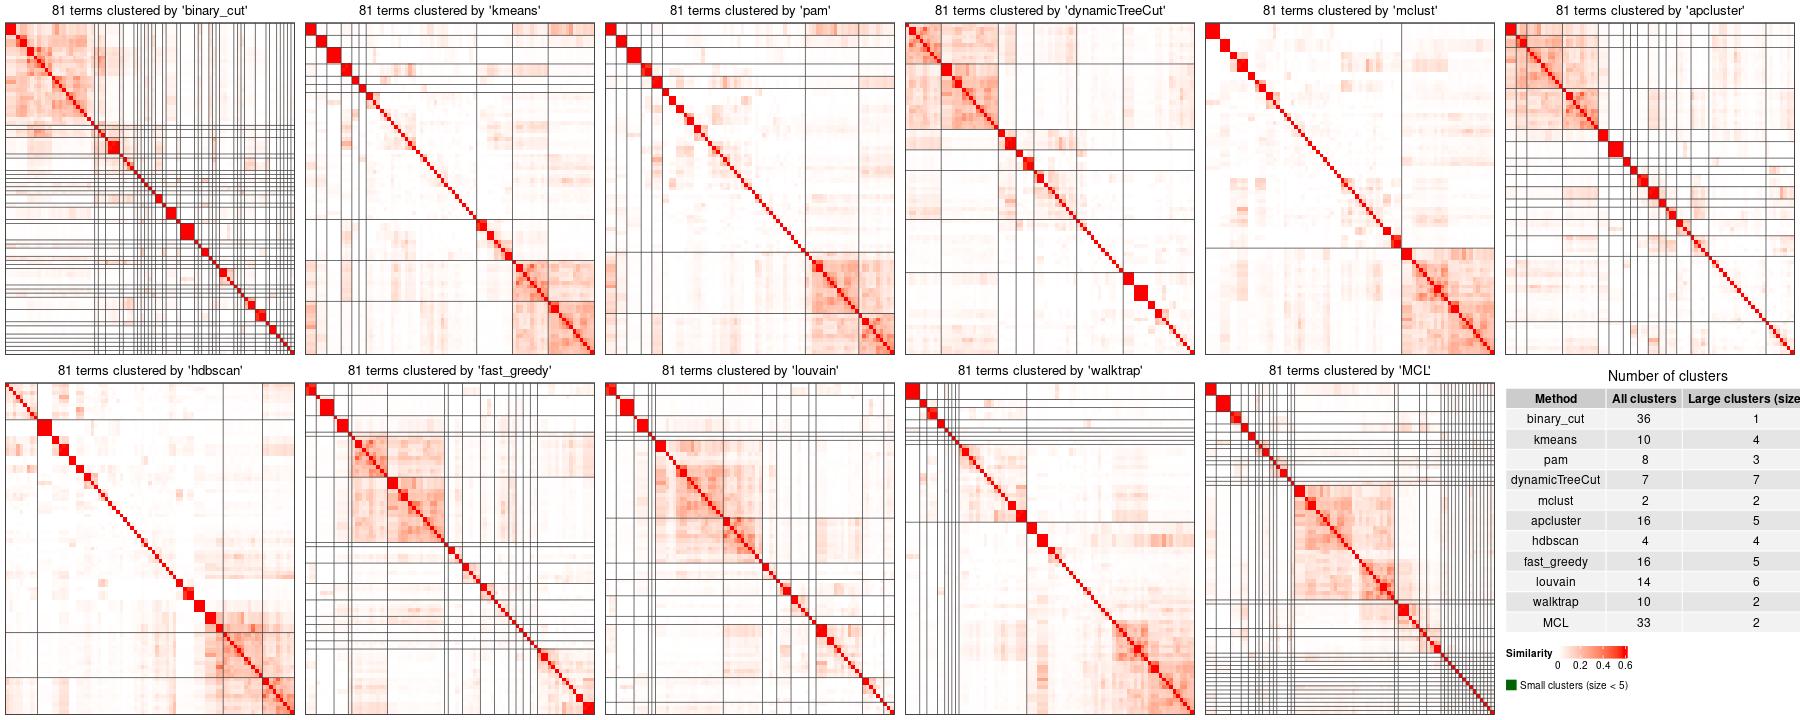 81 terms clustered by 'binary_cut'
81 terms clustered by 'kmeans'
81 terms clustered by 'pam'
81 terms clustered by 'dynamicTreeCut'
81 terms clustered by 'mclust'
81 terms clustered by 'apcluster'
81 terms clustered by 'hdbscan'
81 terms clustered by 'fast_greedy'
81 terms clustered by 'louvain'
81 terms clustered by 'walktrap'
81 terms clustered by 'MCL'
Number of clusters
Method All clusters Large clusters (size
binary_cut 36 1
kmeans 10 4
pam 8 3
dynamicTreeCut 7 7
mclust 2 2
apcluster 16 5
hdbscan 4 4
fast_greedy 16 5
louvain 14 6
walktrap 10 2
MCL 33 2
Similarity
0 0.2 0.4 0.6
Small clusters (size < 5)